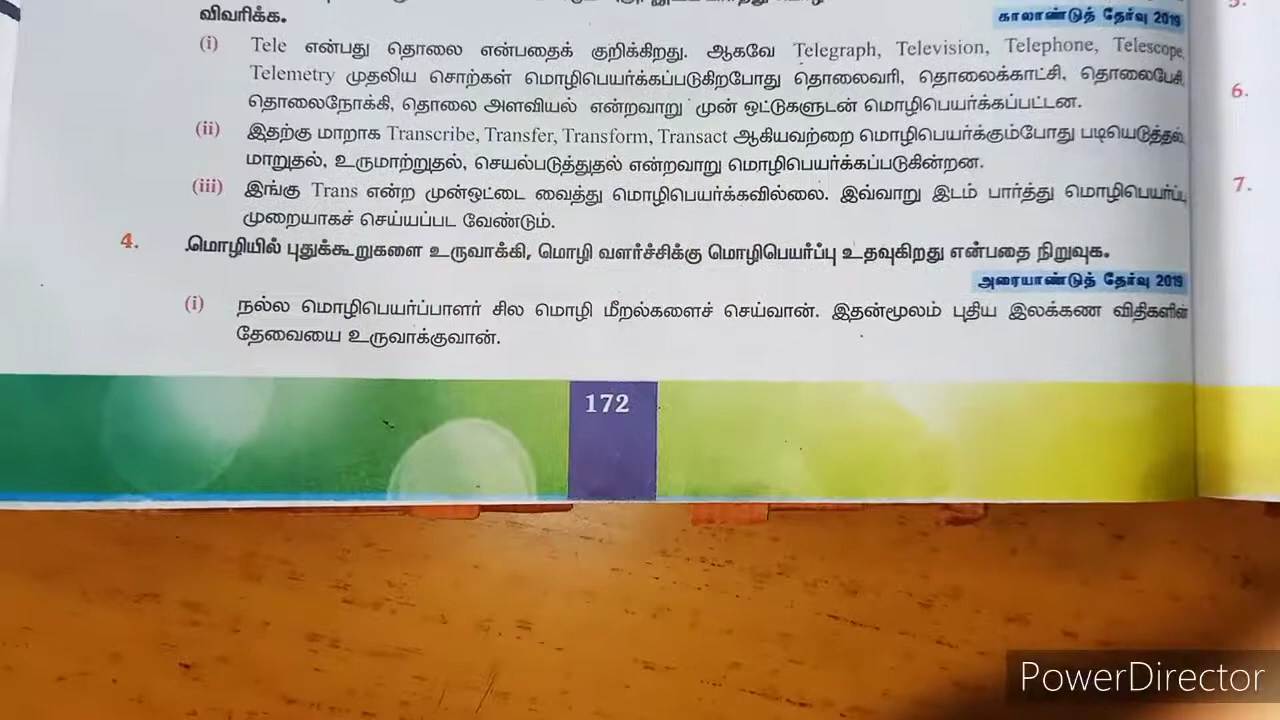 விவரிக்க.
காலாண்டுத் தேர்வு 2019
(i) Tele என்பது தொலை என்பதைக் குறிக்கிறது. ஆகவே Telegraph, Television, Telephone, Telescope,
Telemetry முதலிய சொற்கள் மொழிபெயர்க்கப்படுகிறபோது தொலைவரி, தொலைக்காட்சி, தொலைபேசி,
தொலைநோக்கி, தொலை அளவியல் என்றவாறு முன் ஒட்டுகளுடன் மொழிபெயர்க்கப்பட்டன.
(ii) இதற்கு மாறாக Transcribe, Transfer, Transform, Transact ஆகியவற்றை மொழிபெயர்க்கும்போது படியெடுத்தல்,
மாறுதல், உருமாற்றுதல், செயல்படுத்துதல் என்றவாறு மொழிபெயர்க்கப்படுகின்றன.
(iii) இங்கு Trans என்ற முன்ஒட்டை வைத்து மொழிபெயர்க்கவில்லை. இவ்வாறு இடம் பார்த்து மொழிபெயர்ப்பு
முறையாகச் செய்யப்பட வேண்டும்.
4. மொழியில் புதுக்கூறுகளை உருவாக்கி, மொழி வளர்ச்சிக்கு மொழிபெயர்ப்பு உதவுகிறது என்பதை நிறுவுக.
அரையாண்டுத் தேர்வு 2019
(i) நல்ல மொழிபெயர்ப்பாளர் சில மொழி மீறல்களைச் செய்வான். இதன்மூலம் புதிய இலக்கண விதிகளின்
தேவையை உருவாக்குவான்.
172
6.
7.
PowerDirector